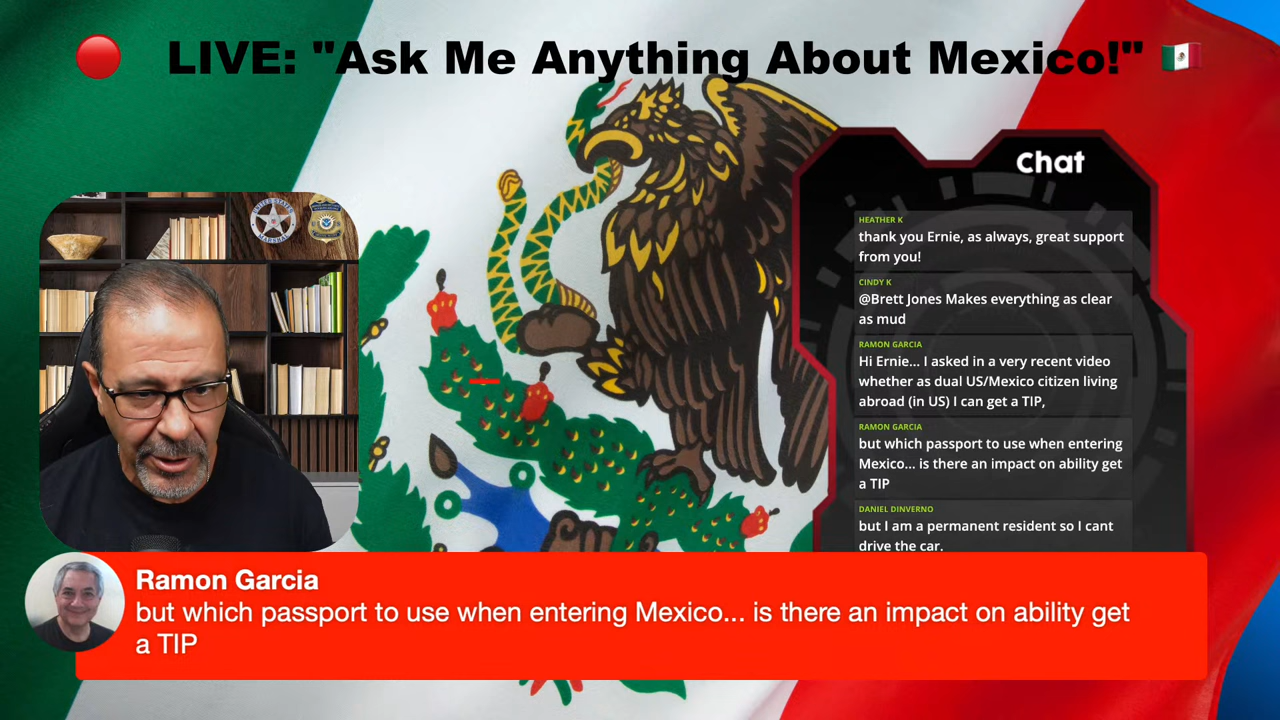 LIVE: "Ask Me Anything About Mexico!"
Chat
HEATHER K
thank you Ernie, as always, great support
from you!
CINDY K
@Brett Jones Makes everything as clear
as mud
RAMON GARCIA
Hi Ernie... I asked in a very recent video
whether as dual US/Mexico citizen living
abroad (in US) I can get a TIP,
RAMON GARCIA
but which passport to use when entering
Mexico... is there an impact on ability get
a TIP
DANIEL DINVERNO
but I am a permanent resident so I cant
drive the car.
UNITED STATES
MARSHAL
Ramon Garcia
but which passport to use when entering Mexico... is there an impact on ability get
a TIP